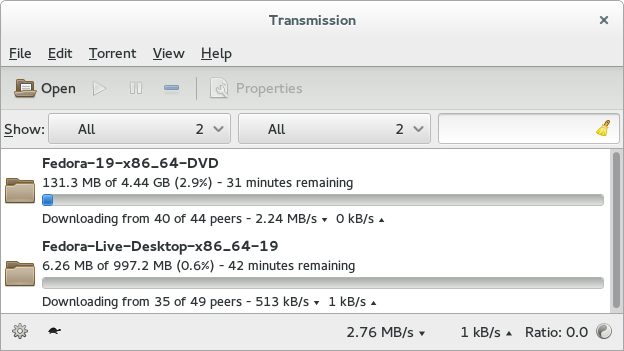 Transmission
File Edit Torrent View Help
Open Properties
Show: All 2 All 2
Fedora-19-x86_64-DVD
131.3 MB of 4.44 GB (2.9%) - 31 minutes remaining
Downloading from 40 of 44 peers - 2.24 MB/s ▾ 0 kB/s ▴
Fedora-Live-Desktop-x86_64-19
6.26 MB of 997.2 MB (0.6%) - 42 minutes remaining
Downloading from 35 of 49 peers - 513 kB/s ▾ 1 kB/s ▴
2.76 MB/s ▾ 1 kB/s ▴ Ratio: 0.0